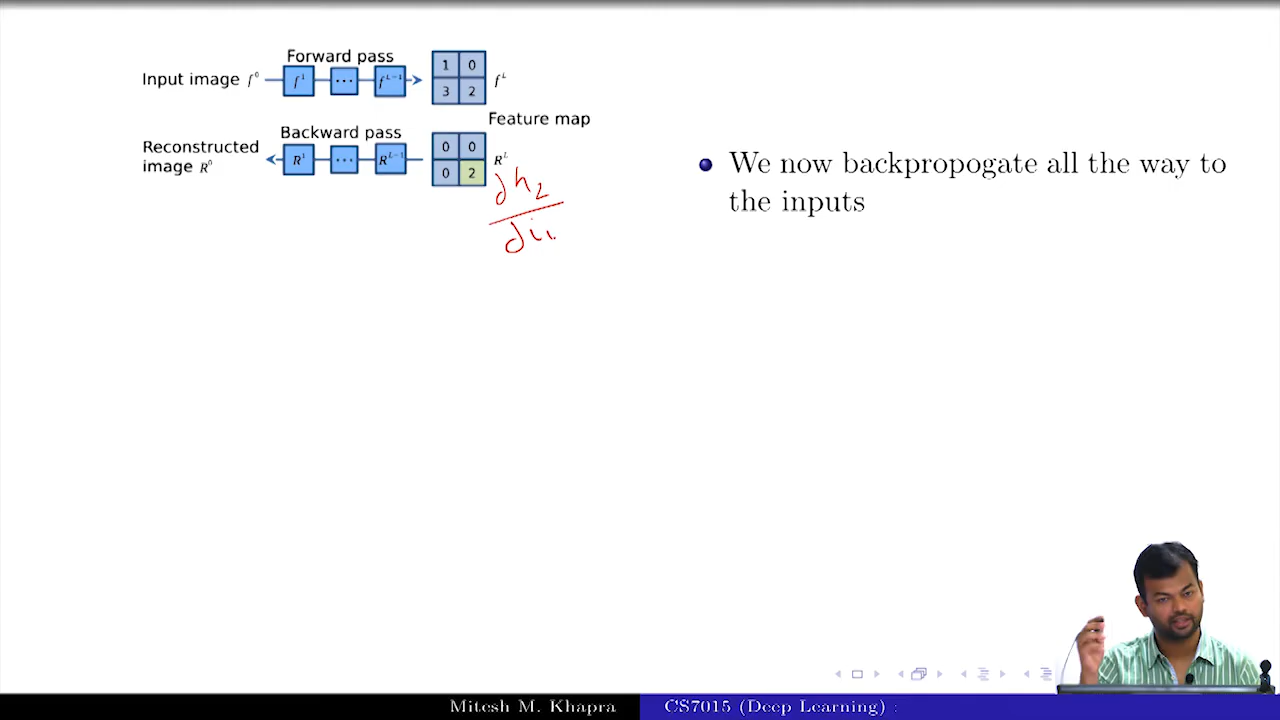 Forward pass
Input image f⁰ f¹ ... f^{L-1} f^L
1 0
3 2
Feature map
Backward pass
Reconstructed image R⁰ R¹ ... R^{L-1} R^L
0 0
0 2
∂h₂
∂i₁
We now backpropogate all the way to
the inputs
Mitesh M. Khapra CS7015 (Deep Learning) :